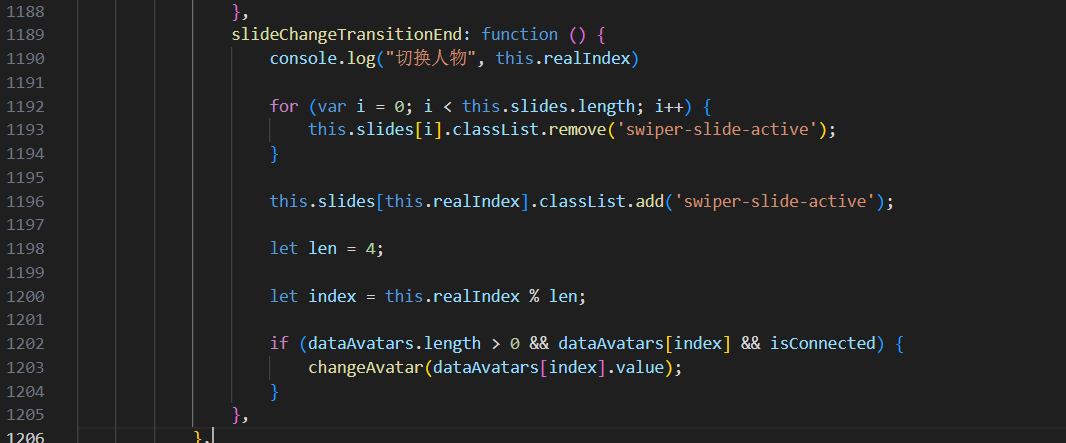 1188 },
1189 slideChangeTransitionEnd: function () {
1190 console.log("切换人物", this.realIndex)
1191
1192 for (var i = 0; i < this.slides.length; i++) {
1193 this.slides[i].classList.remove('swiper-slide-active');
1194 }
1195
1196 this.slides[this.realIndex].classList.add('swiper-slide-active');
1197
1198 let len = 4;
1199
1200 let index = this.realIndex % len;
1201
1202 if (dataAvatars.length > 0 && dataAvatars[index] && isConnected) {
1203 changeAvatar(dataAvatars[index].value);
1204 }
1205 },
1206 },